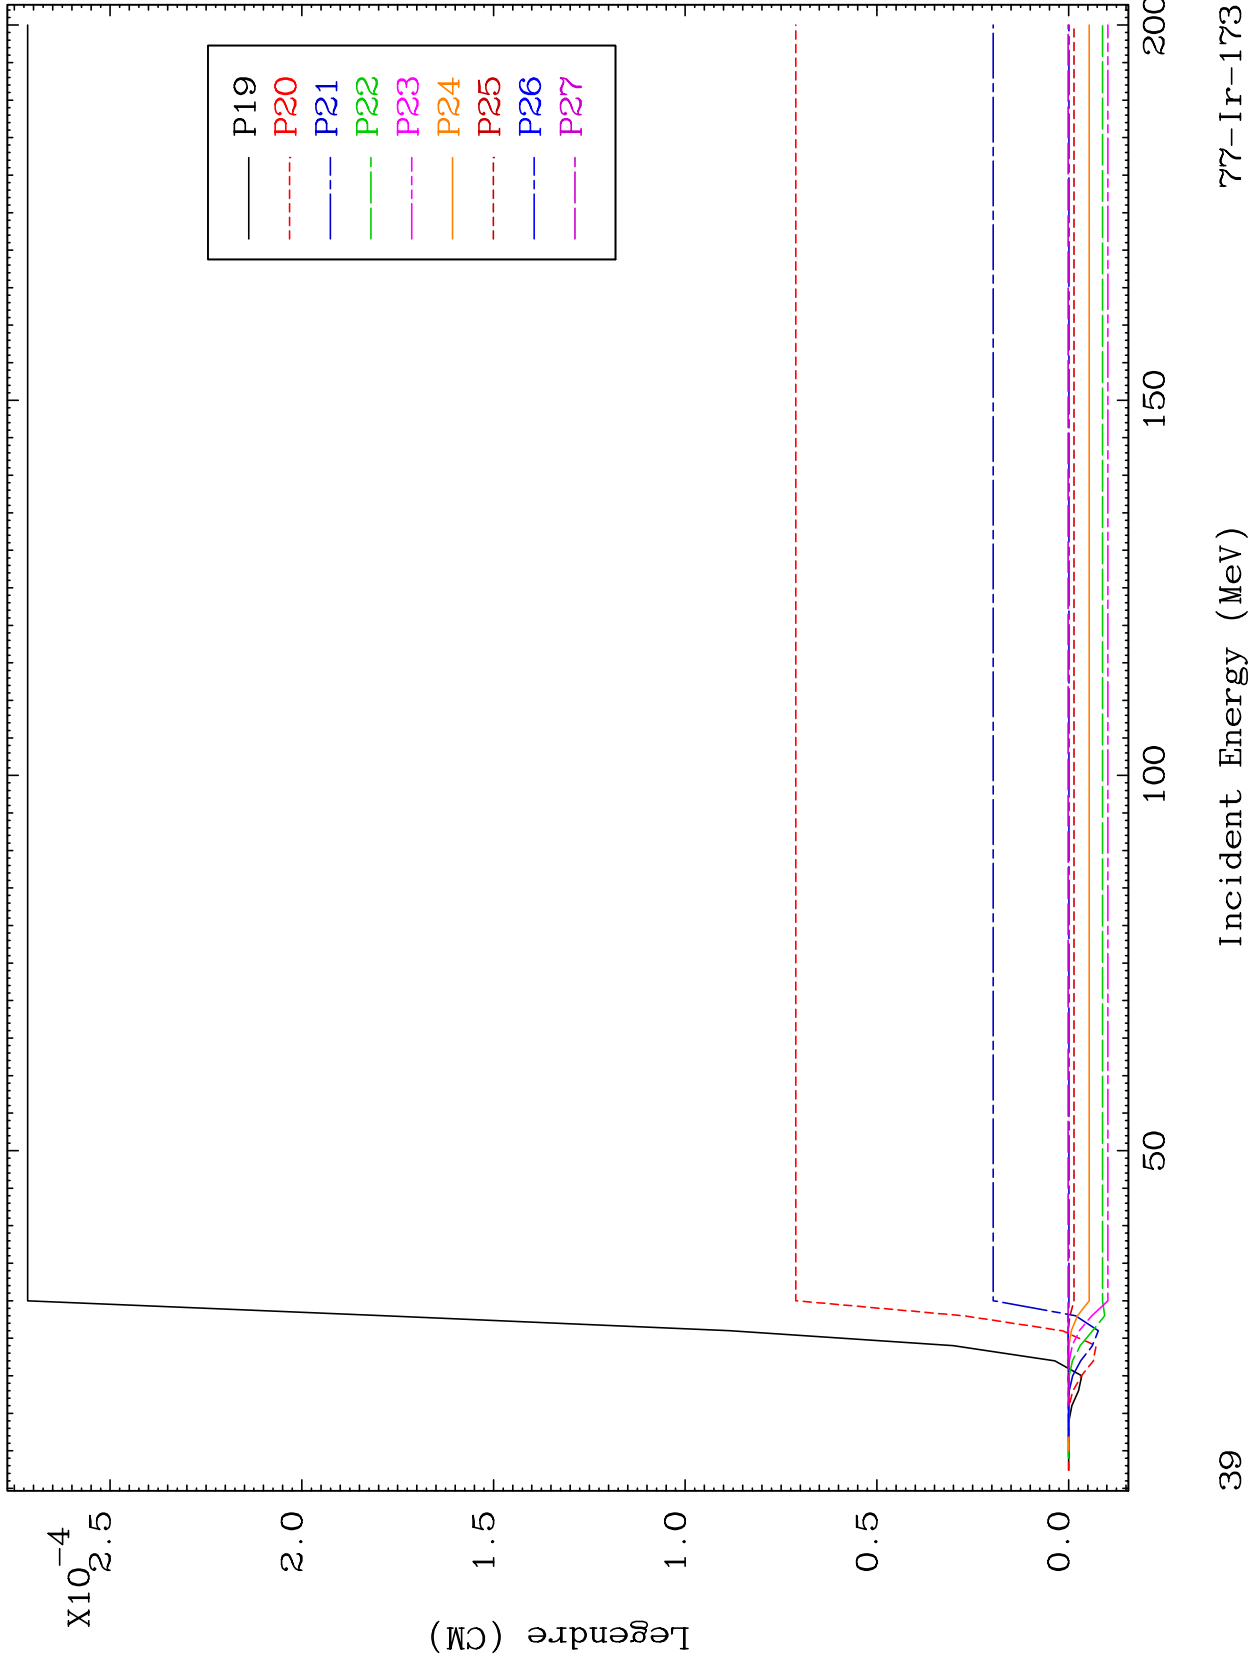 X10-4
2.5
2.0
1.5
1.0
0.5
0.0
Legendre (CM)
P19
P20
P21
P22
P23
P24
P25
P26
P27
50
100
150
200
39
Incident Energy (MeV)
77-Ir-173